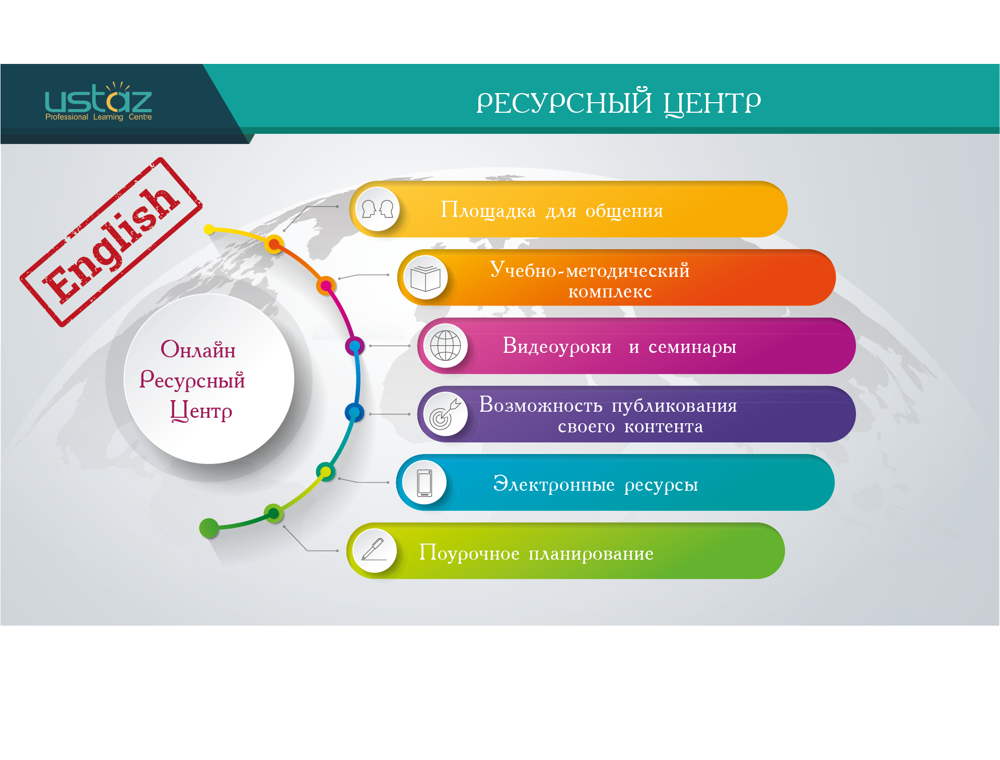 ustaz
Professional Learning Centre
РЕСУРСНЫЙ ЦЕНТР
English
Онлайн
Ресурсный
Центр
Площадка для общения
Учебно-методический
комплекс
Видеоуроки и семинары
Возможность публикования
своего контента
Электронные ресурсы
Поурочное планирование